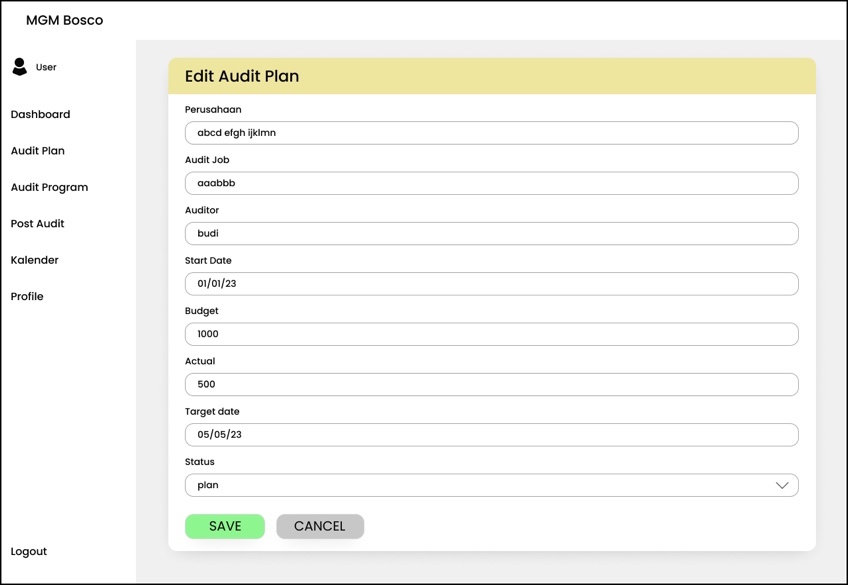 MGM Bosco
User
Dashboard
Audit Plan
Audit Program
Post Audit
Kalender
Profile
Logout
Edit Audit Plan
Perusahaan
abcd efgh ijklmn
Audit Job
aaabbb
Auditor
budi
Start Date
01/01/23
Budget
1000
Actual
500
Target date
05/05/23
Status
plan
SAVE CANCEL